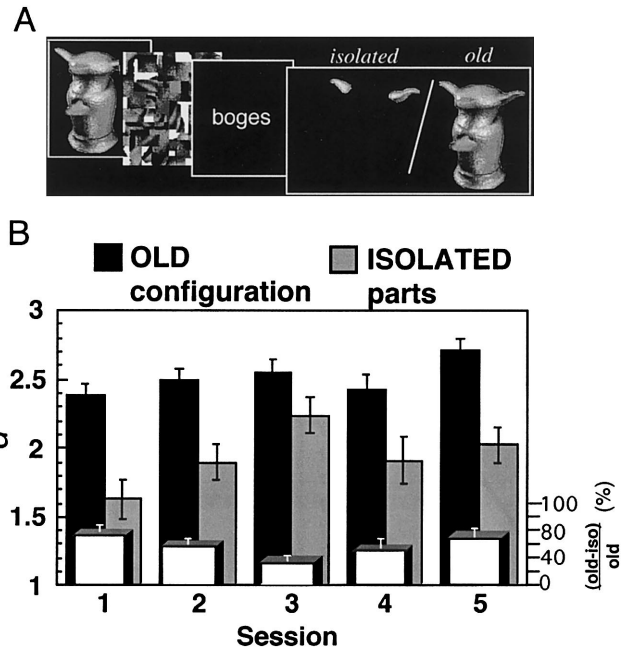 A
isolated old
boges
B
OLD configuration
ISOLATED parts
3
2.5
2
1.5
1
100
80
40
0
(%)
(old-iso)
old
1 2 3 4 5
Session